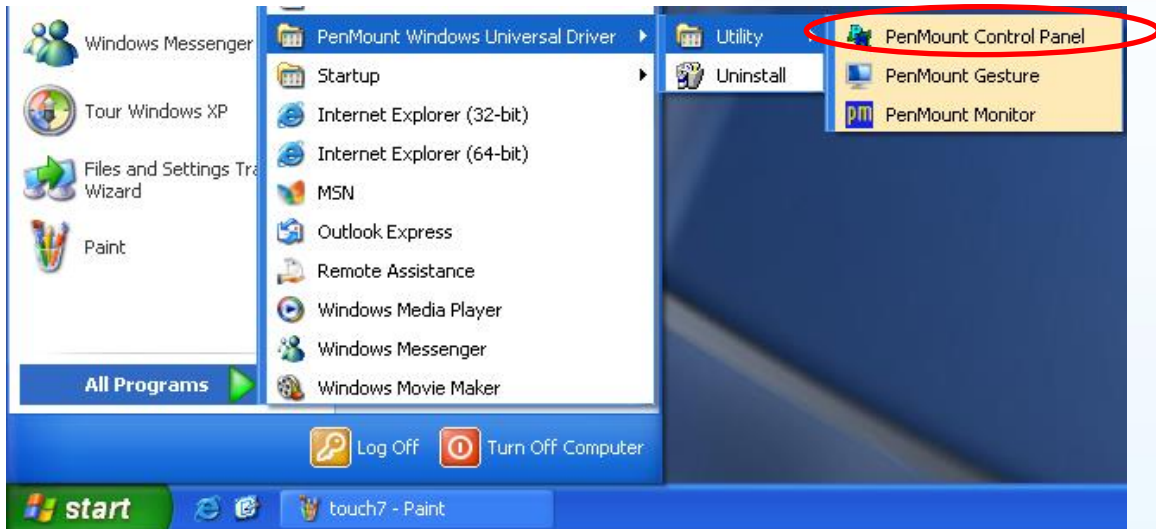 Windows Messenger
Tour Windows XP
Files and Settings Tra
Wizard
Paint
All Programs
PenMount Windows Universal Driver
Startup
Internet Explorer (32-bit)
Internet Explorer (64-bit)
MSN
Outlook Express
Remote Assistance
Windows Media Player
Windows Messenger
Windows Movie Maker
Utility
Uninstall
PenMount Control Panel
PenMount Gesture
pm PenMount Monitor
Log Off Turn Off Computer
start touch7 - Paint